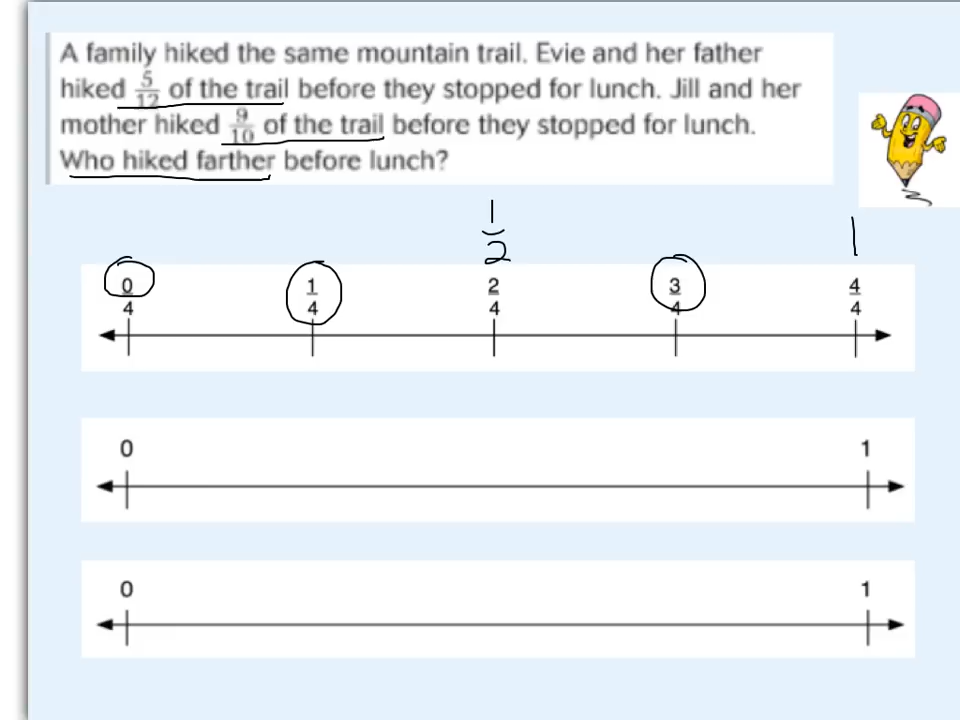 A family hiked the same mountain trail. Evie and her father
hiked 5/12 of the trail before they stopped for lunch. Jill and her
mother hiked 9/10 of the trail before they stopped for lunch.
Who hiked farther before lunch?
1/2 1
0/4 1/4 2/4 3/4 4/4
0 1
0 1